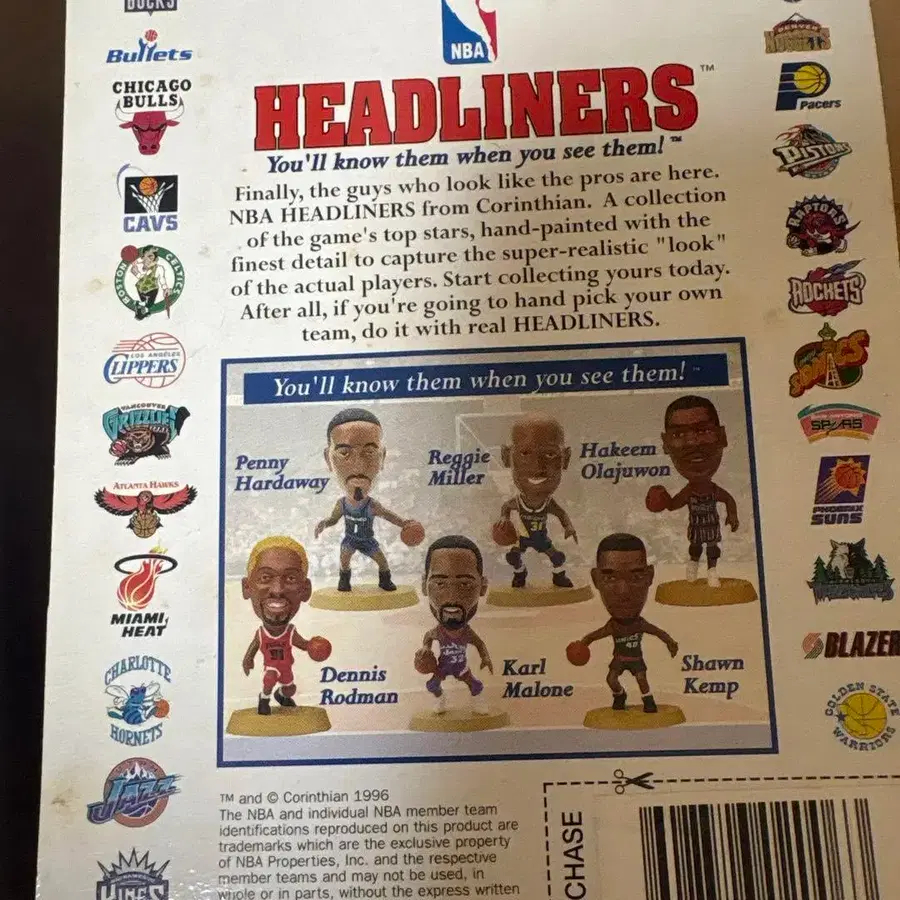 BUCKS
Bullets
CHICAGO
BULLS
CAVS
BOSTON CELTICS
LOS ANGELES
CLIPPERS
VANCOUVER
GRIZZLIES
ATLANTA HAWKS
MIAMI
HEAT
CHARLOTTE
HORNETS
JAZZ
KINGS
NBA
HEADLINERS™
You'll know them when you see them!™
Finally, the guys who look like the pros are here.
NBA HEADLINERS from Corinthian. A collection
of the game's top stars, hand-painted with the
finest detail to capture the super-realistic "look"
of the actual players. Start collecting yours today.
After all, if you're going to hand pick your own
team, do it with real HEADLINERS.
You'll know them when you see them!™
Penny
Hardaway
Reggie
Miller
Hakeem
Olajuwon
1
31
Dennis
Rodman
Karl
Malone
Shawn
Kemp
91
32
40
TM and © Corinthian 1996
The NBA and individual NBA member team
identifications reproduced on this product are
trademarks which are the exclusive property
of NBA Properties, Inc. and the respective
member teams and may not be used, in
whole or in parts, without the express written
CHASE
DENVER
NUGGETS
Pacers
PISTONS
RAPTORS
ROCKETS
SONICS
SAN ANTONIO
SPURS
PHOENIX
SUNS
BLAZER
GOLDEN STATE
WARRIORS